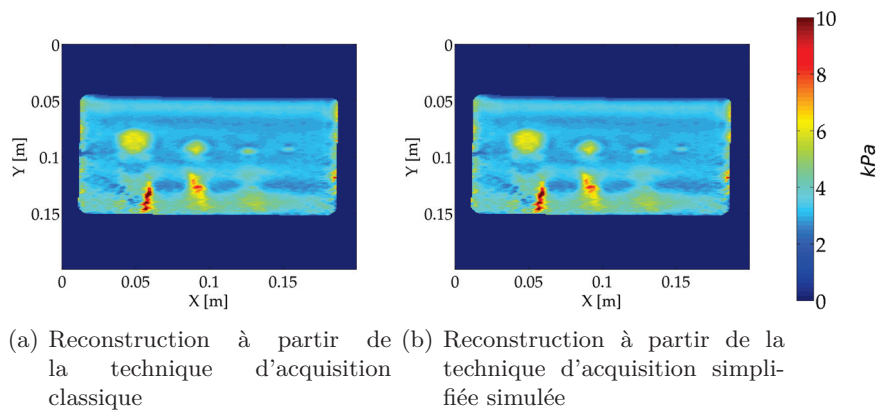 0
0.05
0.1
0.15
Y [m]
0
0.05
0.1
0.15
X [m]
0
0.05
0.1
0.15
Y [m]
0
0.05
0.1
0.15
X [m]
10
8
6
4
2
0
kPa
(a) Reconstruction à partir de
la technique d'acquisition
classique
(b) Reconstruction à partir de la
technique d'acquisition simpli-
fiée simulée